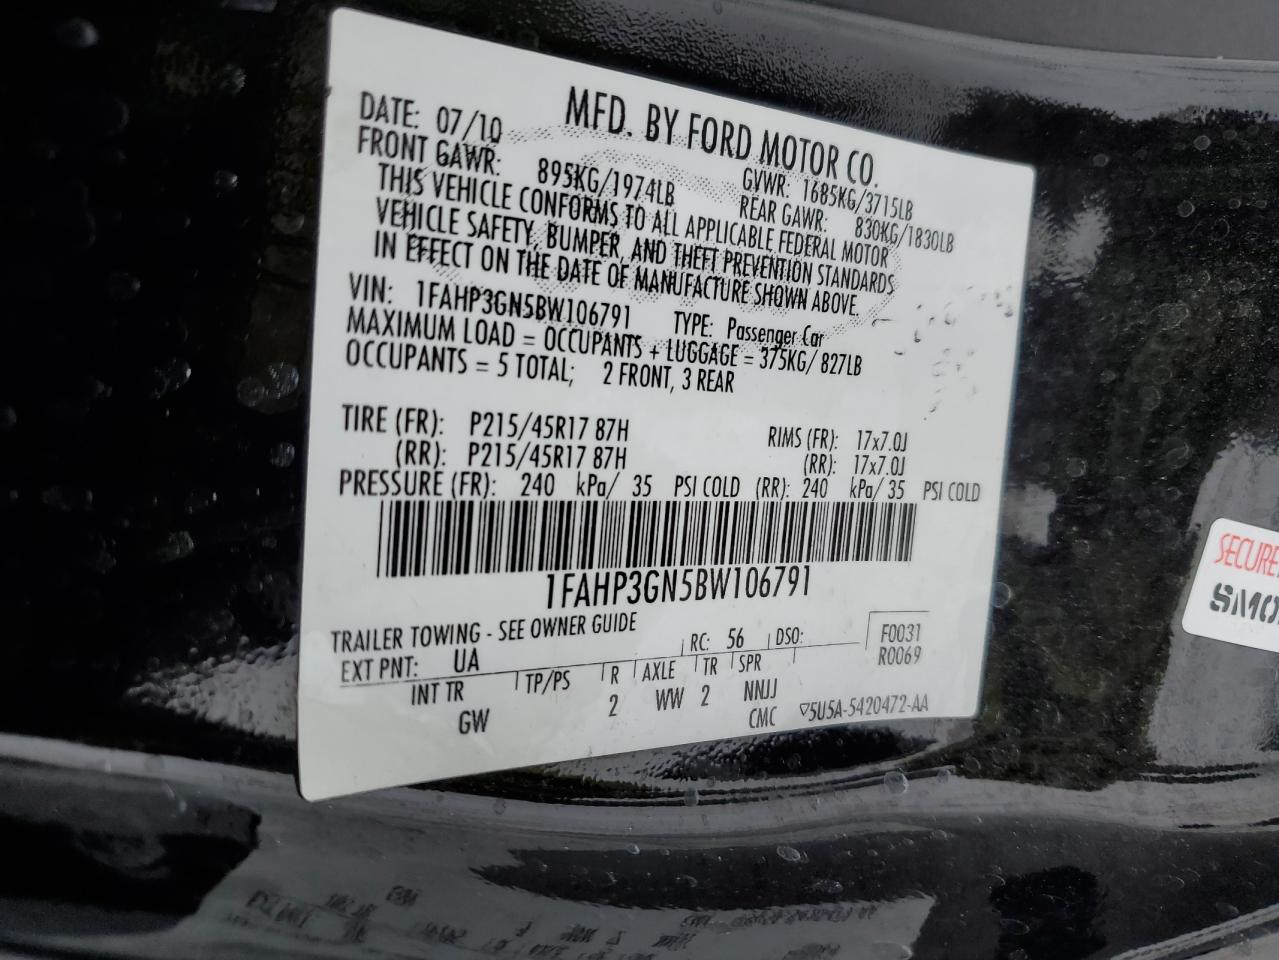 MFD. BY FORD MOTOR CO.
DATE: 07/10 GVWR: 1685KG/3715LB
FRONT GAWR: 895KG/1974LB REAR GAWR: 830KG/1830LB
THIS VEHICLE CONFORMS TO ALL APPLICABLE FEDERAL MOTOR
VEHICLE SAFETY, BUMPER, AND THEFT PREVENTION STANDARDS
IN EFFECT ON THE DATE OF MANUFACTURE SHOWN ABOVE.
VIN: 1FAHP3GN5BW106791 TYPE: Passenger Car
MAXIMUM LOAD = OCCUPANTS + LUGGAGE = 375KG/ 827LB
OCCUPANTS = 5 TOTAL; 2 FRONT, 3 REAR
TIRE (FR): P215/45R17 87H RIMS (FR): 17x7.0J
(RR): P215/45R17 87H (RR): 17x7.0J
PRESSURE (FR): 240 kPa/ 35 PSI COLD (RR): 240 kPa/ 35 PSI COLD
1FAHP3GN5BW106791
TRAILER TOWING - SEE OWNER GUIDE
EXT PNT: UA RC: 56 DSO: F0031
R0069
INT TR TP/PS R AXLE TR SPR
GW 2 WW 2 NNJJ
CMC ▽5U5A-5420472-AA
SECURE
SMO